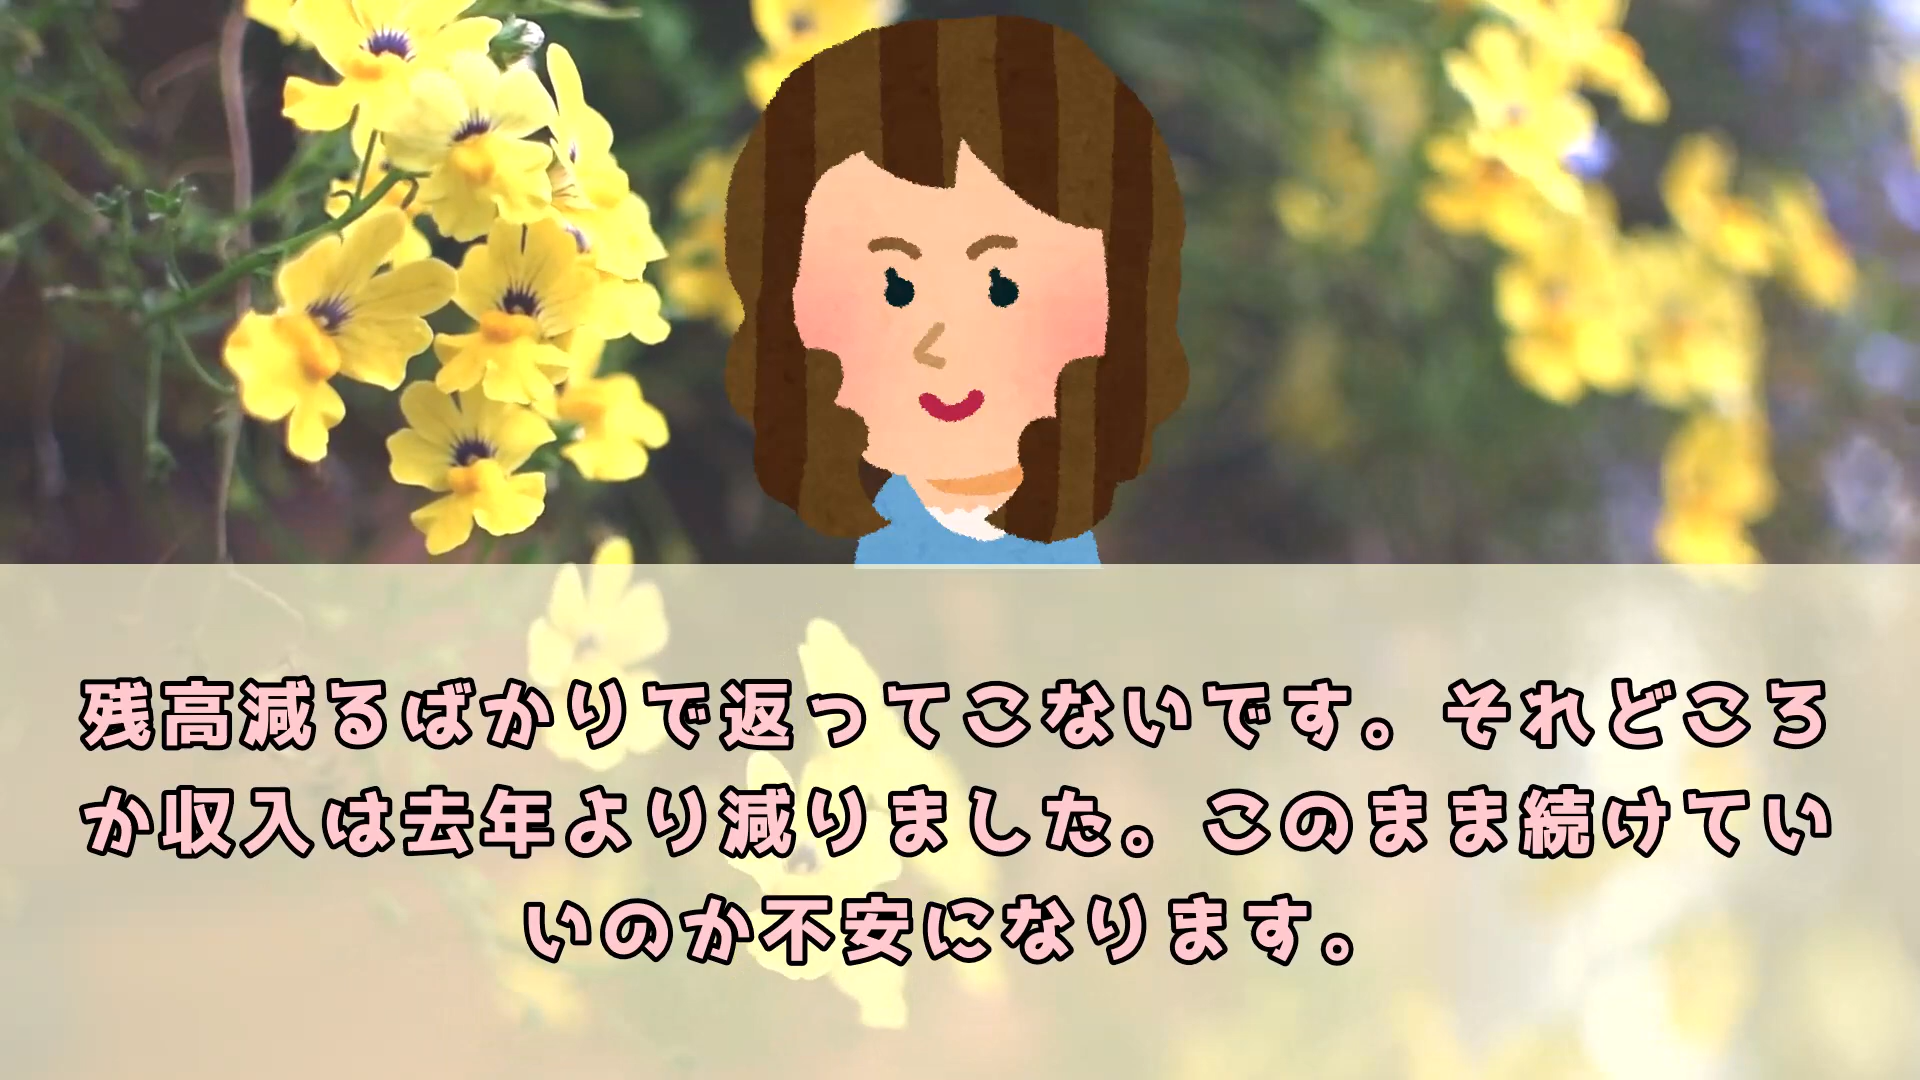 残高減るばかりで返ってこないです。それどころ
か収入は去年より減りました。このまま続けてい
いのか不安になります。